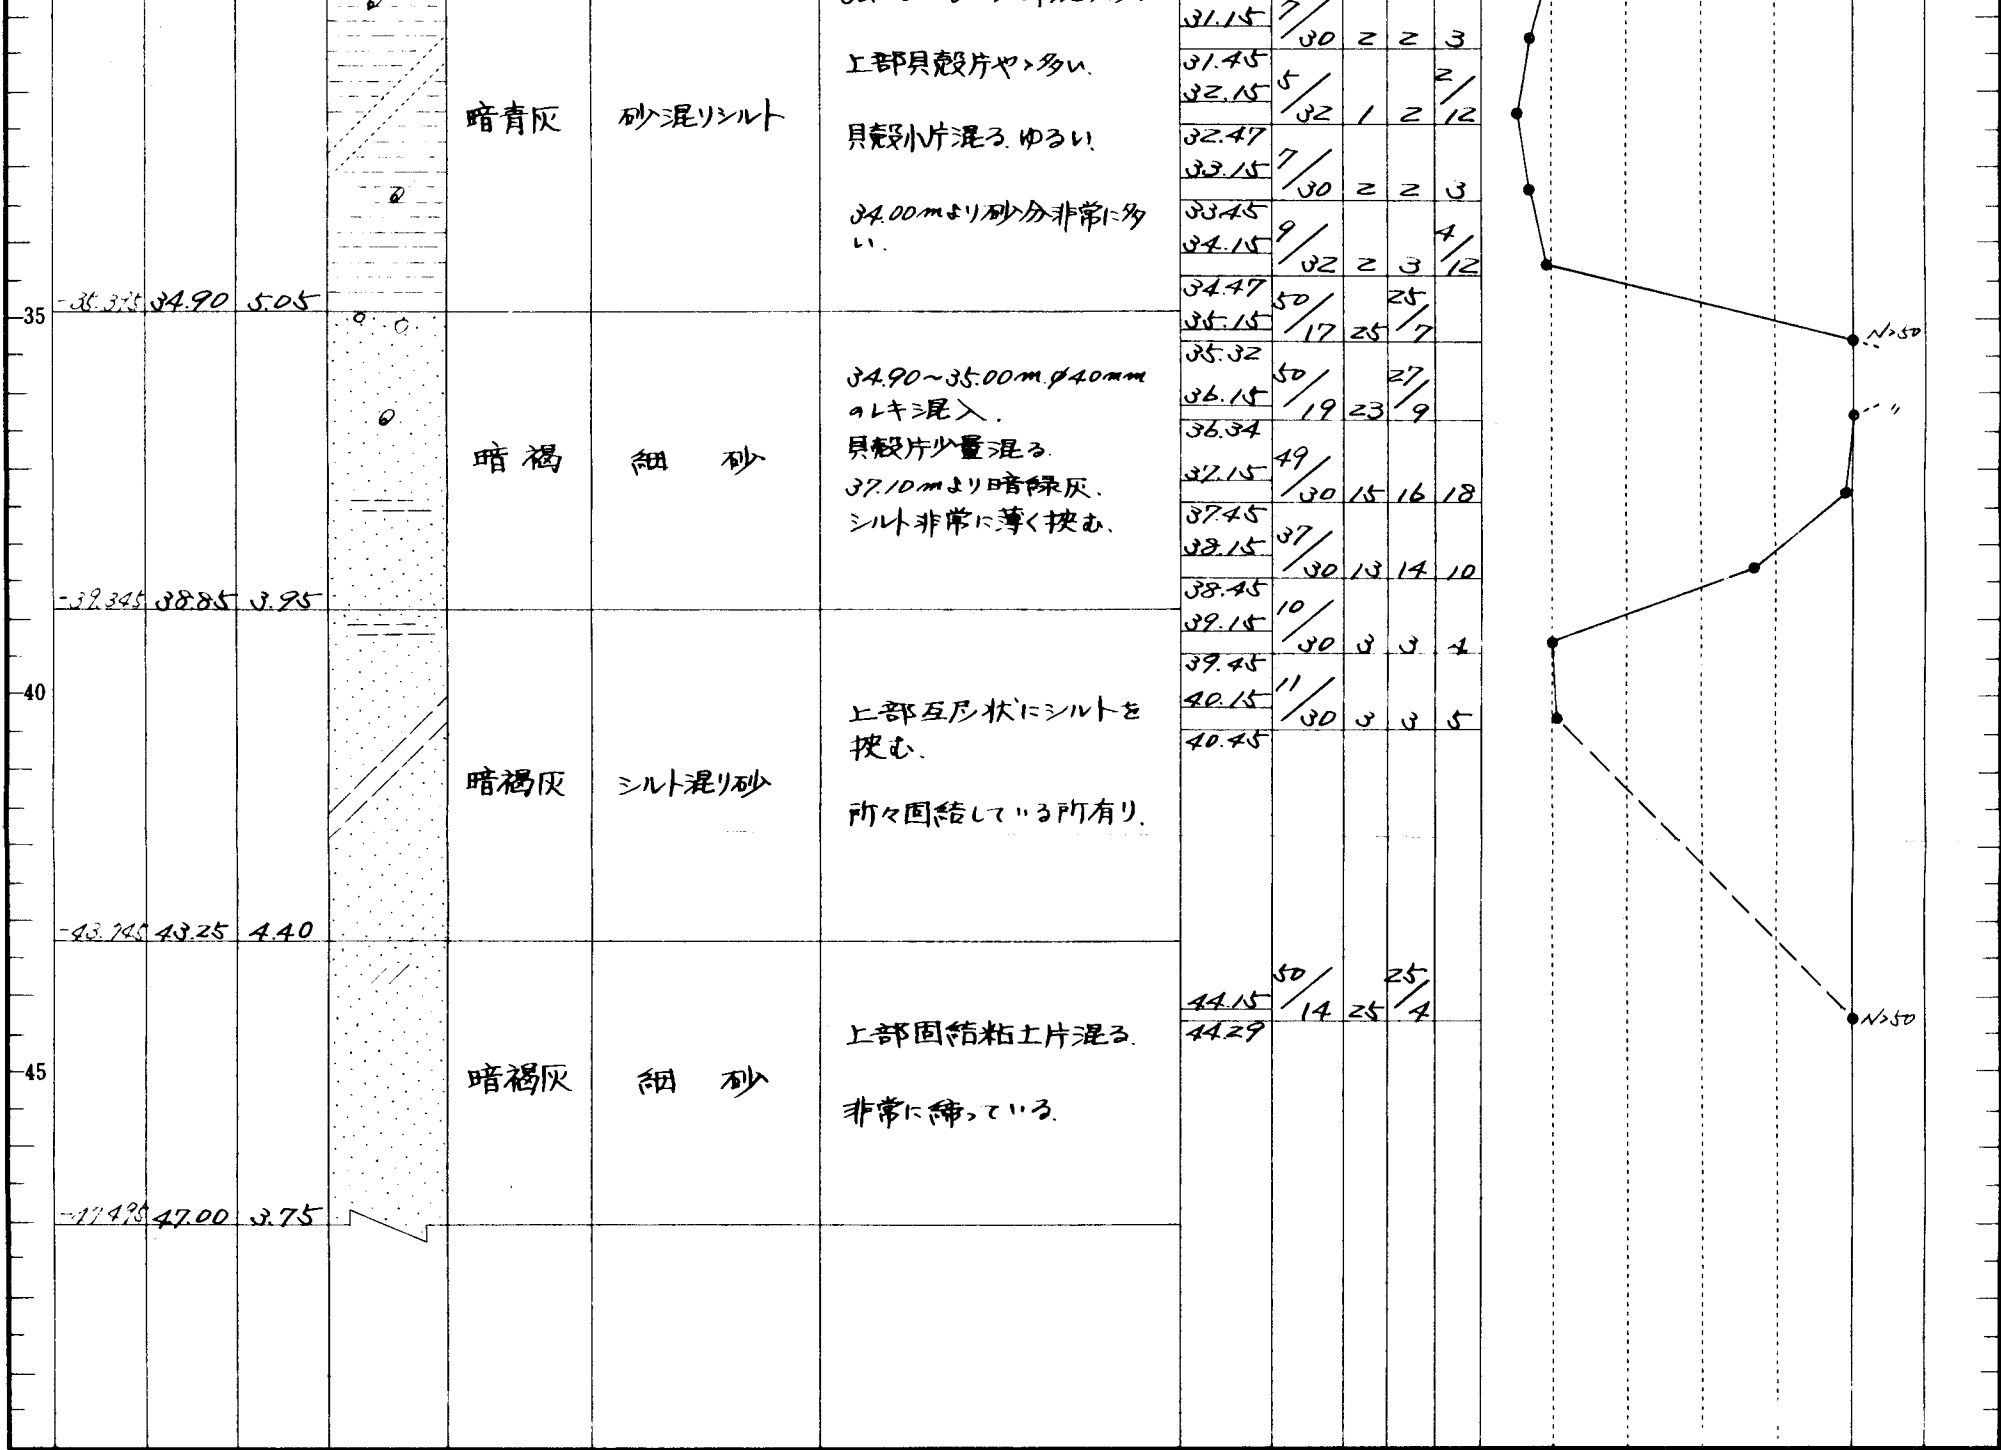 31.15 7/30 2 2 3
31.45
上部貝殻片やゝ多い.
32.15 5/32 1 2 2/12
暗青灰 砂混リシルト
貝殻小片混る.ゆるい.
32.47
33.15 7/30 2 2 3
33.45
34.00mより砂分非常に多
い.
34.15 9/32 2 3 4/12
34.47
-35.395 34.90 5.05
35
35.15 50/17 25 25/7
N>50
35.32
34.90~35.00m.φ40mm
のレキ混入.
36.15 50/19 23 27/9
〃
36.34
貝殻片少量混る.
暗褐 細 砂
37.10mより暗緑灰.
シルト非常に薄く挟む.
37.15 49/30 15 16 18
37.45
38.15 37/30 13 14 10
38.45
-39.345 38.85 3.95
39.15 10/30 3 3 4
39.45
40
40.15 11/30 3 3 5
40.45
上部互层状にシルトを
挟む.
暗褐灰 シルト混リ砂
所々固結している所有リ.
-43.745 43.25 4.40
44.15 50/14 25 25/4
N>50
44.29
上部固結粘土片混る.
45
暗褐灰 細 砂
非常に締っている.
-47.495 47.00 3.75